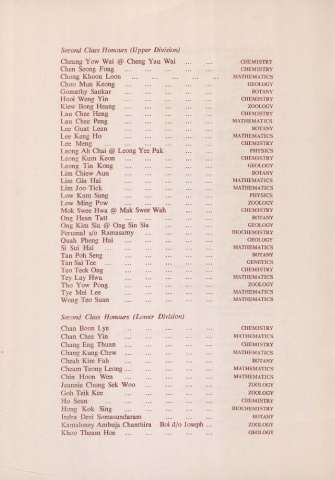 Second Class Honours (Upper Division)
Cheang Yow Wai @ Cheng Yau Wai ... ... CHEMISTRY
Chen Seong Fong ... ... ... ... ... CHEMISTRY
Chong Khoon Loon ... ... ... ... ... MATHEMATICS
Choo Mun Keong ... ... ... ... GEOLOGY
Gomathy Sankar ... ... ... ... BOTANY
Hooi Weng Yin ... ... ... ... CHEMISTRY
Kiew Bong Heang ... ... ... ... ZOOLOGY
Lau Chee Heng ... ... ... ... CHEMISTRY
Lau Chee Peng ... ... ... ... MATHEMATICS
Lee Guat Lean ... ... ... ... BOTANY
Lee Keng Ho ... ... ... ... MATHEMATICS
Lee Meng ... ... ... ... ... CHEMISTRY
Leong Ah Chai @ Leong Yee Pak ... ... PHYSICS
Leong Kum Keon ... ... ... ... CHEMISTRY
Leong Tin Kong ... ... ... ... GEOLOGY
Lim Chiew Aun ... ... ... ... BOTANY
Lim Gin Hai ... ... ... ... MATHEMATICS
Lim Joo Tick ... ... ... ... MATHEMATICS
Low Kum Sang ... ... ... ... PHYSICS
Low Ming Pow ... ... ... ... ZOOLOGY
Mok Swee Hwa @ Mak Swee Wah ... ... CHEMISTRY
Ong Hean Tatt ... ... ... ... BOTANY
Ong Kim Sia @ Ong Sin Sia ... ... GEOLOGY
Perumal s/o Ramasamy ... ... ... BIOCHEMISTRY
Quah Pheng Hai ... ... ... ... GEOLOGY
Si Sui Hai ... ... ... ... MATHEMATICS
Tan Poh Seng ... ... ... ... BOTANY
Tan Sai Tee ... ... ... ... GENETICS
Teo Teck Ong ... ... ... ... CHEMISTRY
Tey Lay Hwa ... ... ... ... MATHEMATICS
Tho Yow Pong ... ... ... ... ZOOLOGY
Tye Mei Lee ... ... ... ... MATHEMATICS
Wong Teo Suan ... ... ... ... MATHEMATICS
Second Class Honours (Lower Division)
Chan Boon Lye ... ... ... ... CHEMISTRY
Chan Chee Yin ... ... ... ... MATHEMATICS
Chang Eng Thuan ... ... ... ... CHEMISTRY
Chang Kang Chew ... ... ... ... MATHEMATICS
Cheah Kim Fah ... ... ... ... BOTANY
Cheam Teong Leong ... ... ... ... MATHEMATICS
Chin Hoon Wen ... ... ... ... MATHEMATICS
Jeannie Chung Sek Woo ... ... ... ZOOLOGY
Goh Teik Kee ... ... ... ... ZOOLOGY
Ho Seun ... ... ... ... ... CHEMISTRY
Hong Kok Sing ... ... ... ... BIOCHEMISTRY
Indra Devi Somasundaram ... ... ... BOTANY
Kamaloney Ambuja Chanthira Boi d/o Joseph ... ZOOLOGY
Khoo Theam Hoe ... ... ... ... GEOLOGY